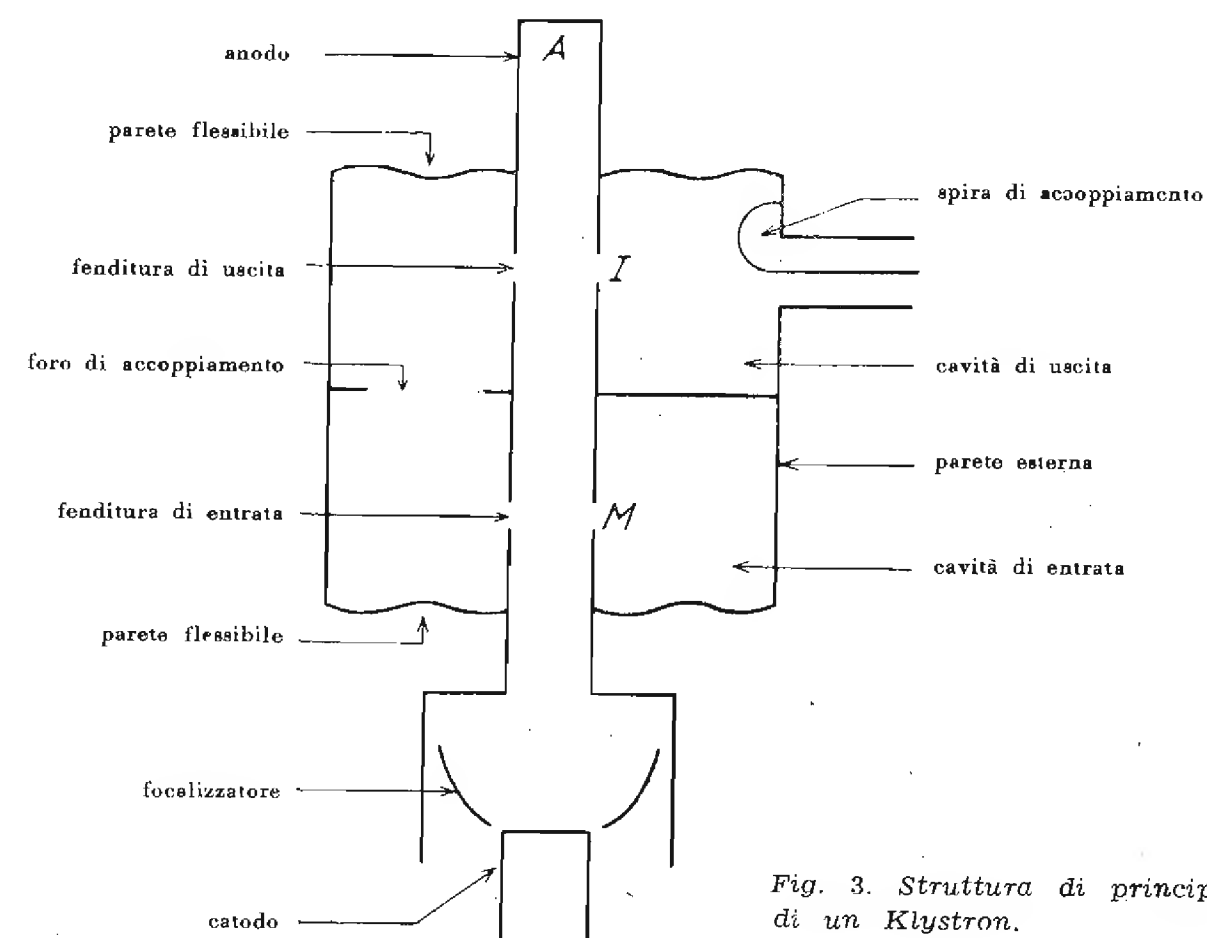 anodo
A
parete flessibile
spira di accoppiamento
fenditura di uscita
I
foro di accoppiamento
cavità di uscita
parete esterna
fenditura di entrata
M
cavità di entrata
parete flessibile
focalizzatore
catodo
Fig. 3. Struttura di princip
di un Klystron.